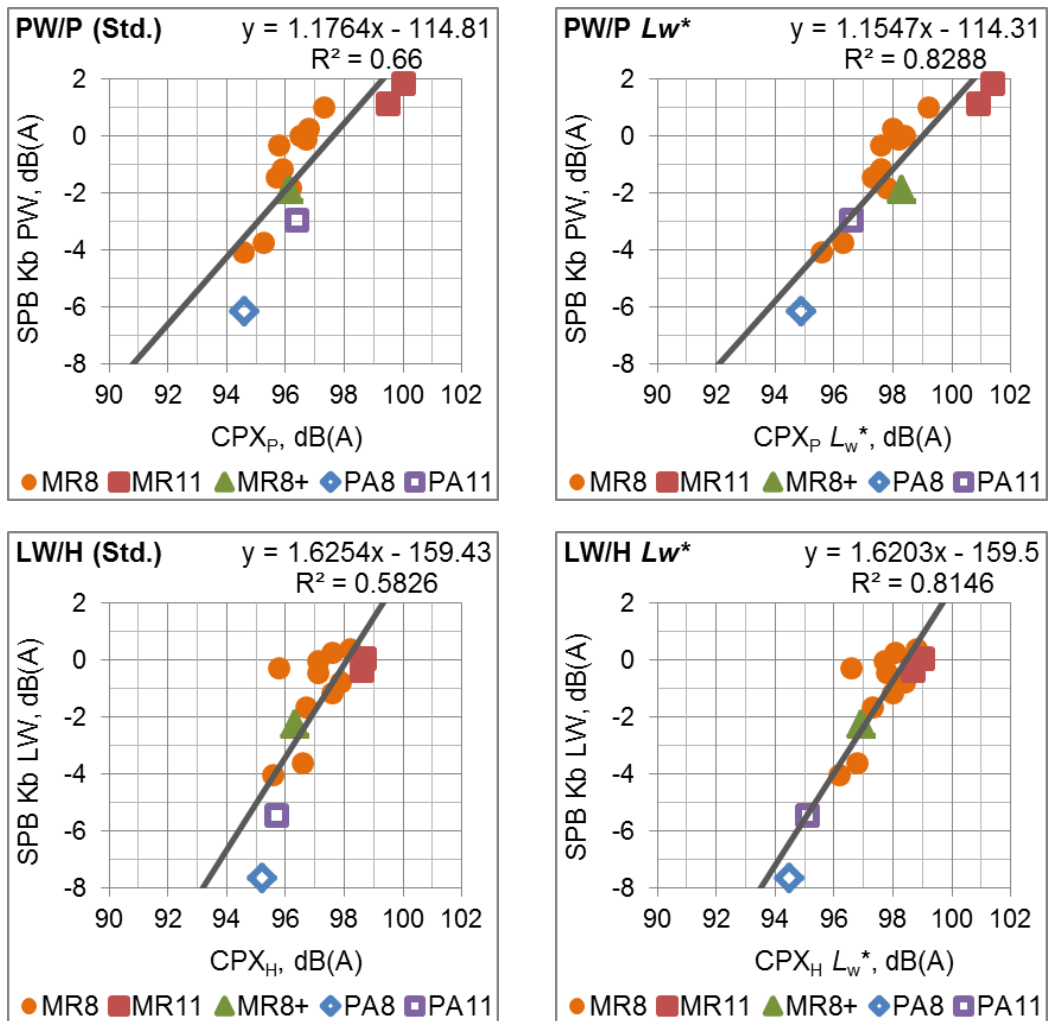 PW/P (Std.) y = 1.1764x - 114.81
R² = 0.66
SPB Kb PW, dB(A)
2
0
-2
-4
-6
-8
90 92 94 96 98 100 102
CPX_P, dB(A)
MR8 MR11 MR8+ PA8 PA11
PW/P Lw* y = 1.1547x - 114.31
R² = 0.8288
SPB Kb PW, dB(A)
2
0
-2
-4
-6
-8
90 92 94 96 98 100 102
CPX_P L_w*, dB(A)
MR8 MR11 MR8+ PA8 PA11
LW/H (Std.) y = 1.6254x - 159.43
R² = 0.5826
SPB Kb LW, dB(A)
2
0
-2
-4
-6
-8
90 92 94 96 98 100 102
CPX_H, dB(A)
MR8 MR11 MR8+ PA8 PA11
LW/H Lw* y = 1.6203x - 159.5
R² = 0.8146
SPB Kb LW, dB(A)
2
0
-2
-4
-6
-8
90 92 94 96 98 100 102
CPX_H L_w*, dB(A)
MR8 MR11 MR8+ PA8 PA11